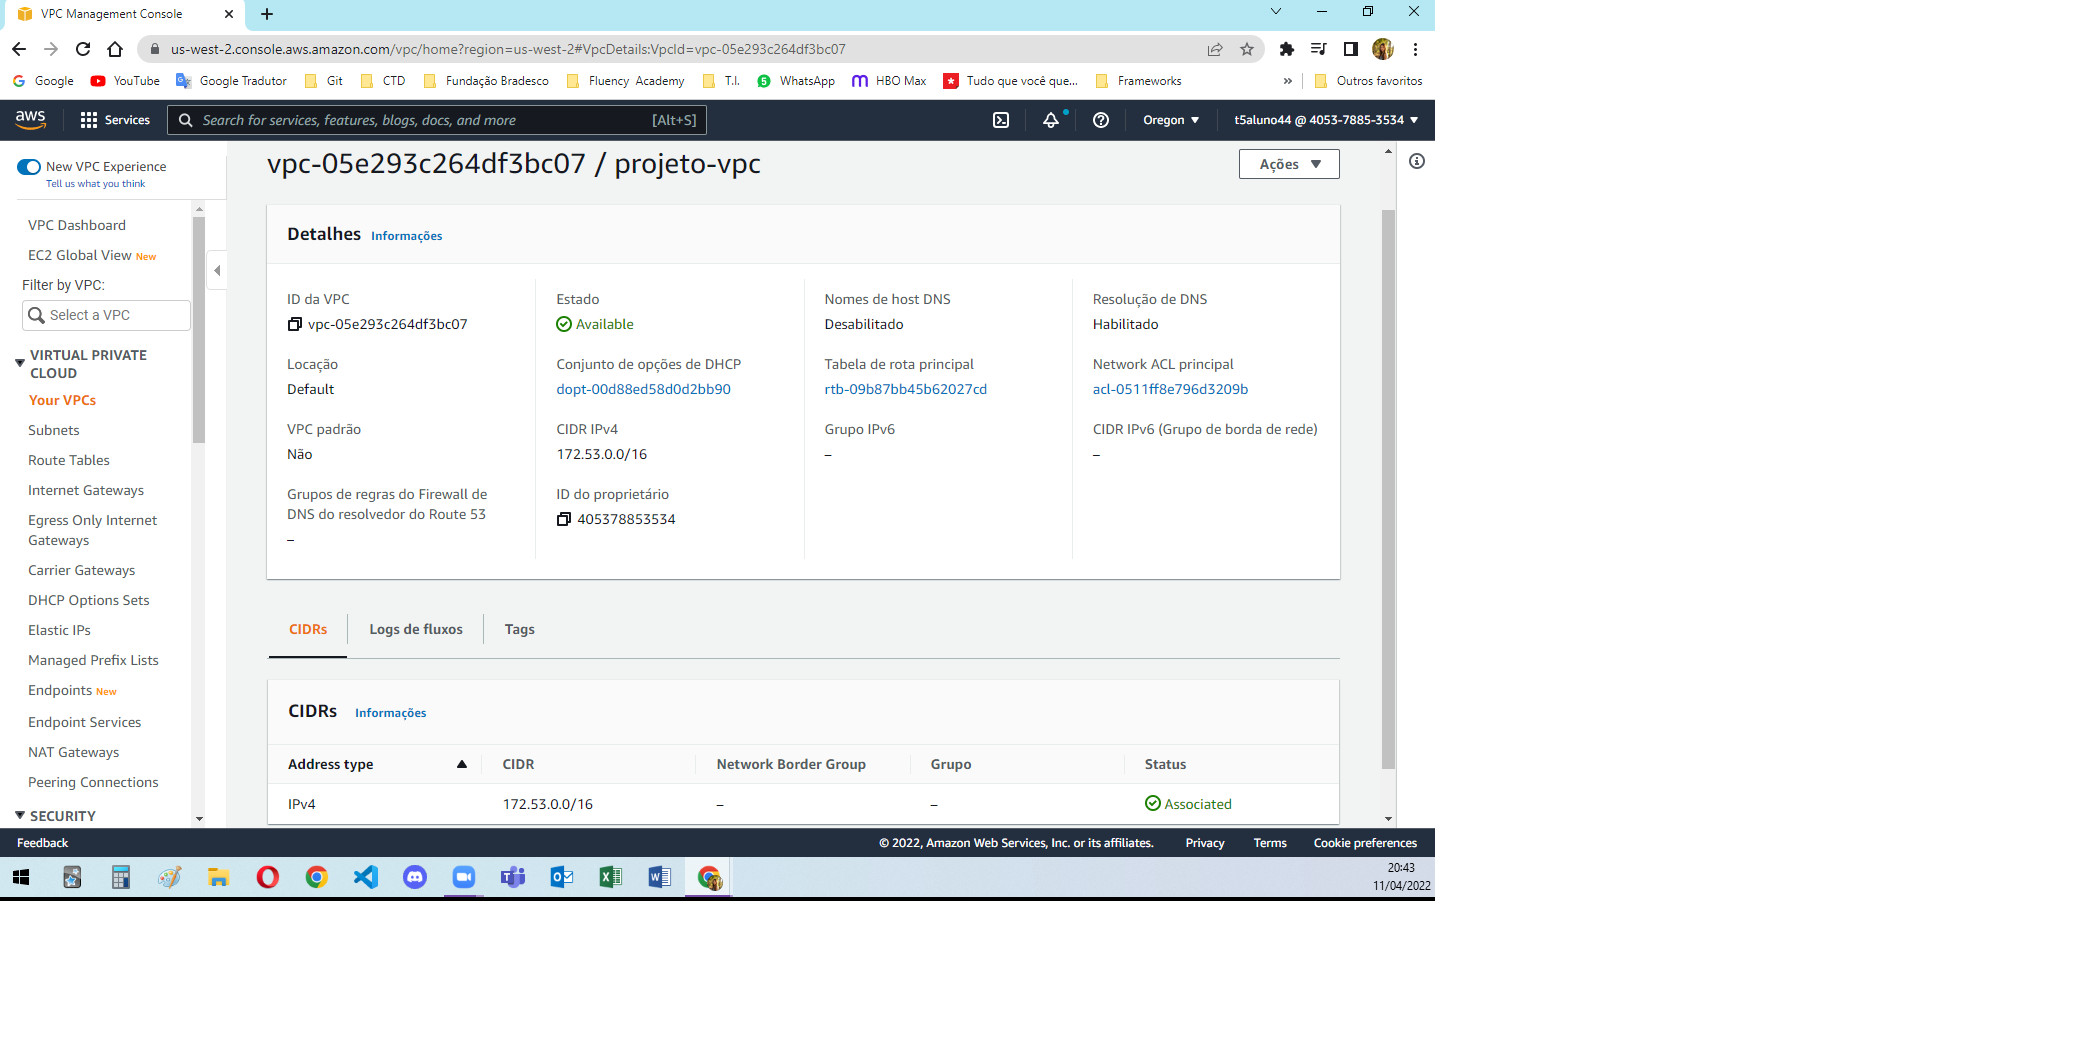 VPC Management Console
us-west-2.console.aws.amazon.com/vpc/home?region=us-west-2#VpcDetails:VpcId=vpc-05e293c264df3bc07
Google YouTube Google Tradutor Git CTD Fundação Bradesco Fluency Academy T.I. 5 WhatsApp HBO Max Tudo que você que... Frameworks » Outros favoritos
aws Services Search for services, features, blogs, docs, and more [Alt+S] Oregon t5aluno44 @ 4053-7885-3534
New VPC Experience
Tell us what you think
VPC Dashboard
EC2 Global View New
Filter by VPC:
Select a VPC
VIRTUAL PRIVATE
CLOUD
Your VPCs
Subnets
Route Tables
Internet Gateways
Egress Only Internet
Gateways
Carrier Gateways
DHCP Options Sets
Elastic IPs
Managed Prefix Lists
Endpoints New
Endpoint Services
NAT Gateways
Peering Connections
SECURITY
vpc-05e293c264df3bc07 / projeto-vpc
Ações
Detalhes Informações
ID da VPC
vpc-05e293c264df3bc07
Estado
Available
Nomes de host DNS
Desabilitado
Resolução de DNS
Habilitado
Locação
Default
Conjunto de opções de DHCP
dopt-00d88ed58d0d2bb90
Tabela de rota principal
rtb-09b87bb45b62027cd
Network ACL principal
acl-0511ff8e796d3209b
VPC padrão
Não
CIDR IPv4
172.53.0.0/16
Grupo IPv6
–
CIDR IPv6 (Grupo de borda de rede)
–
Grupos de regras do Firewall de
DNS do resolvedor do Route 53
–
ID do proprietário
405378853534
CIDRs Logs de fluxos Tags
CIDRs Informações
Address type CIDR Network Border Group Grupo Status
IPv4 172.53.0.0/16 – – Associated
Feedback © 2022, Amazon Web Services, Inc. or its affiliates. Privacy Terms Cookie preferences
20:43
11/04/2022